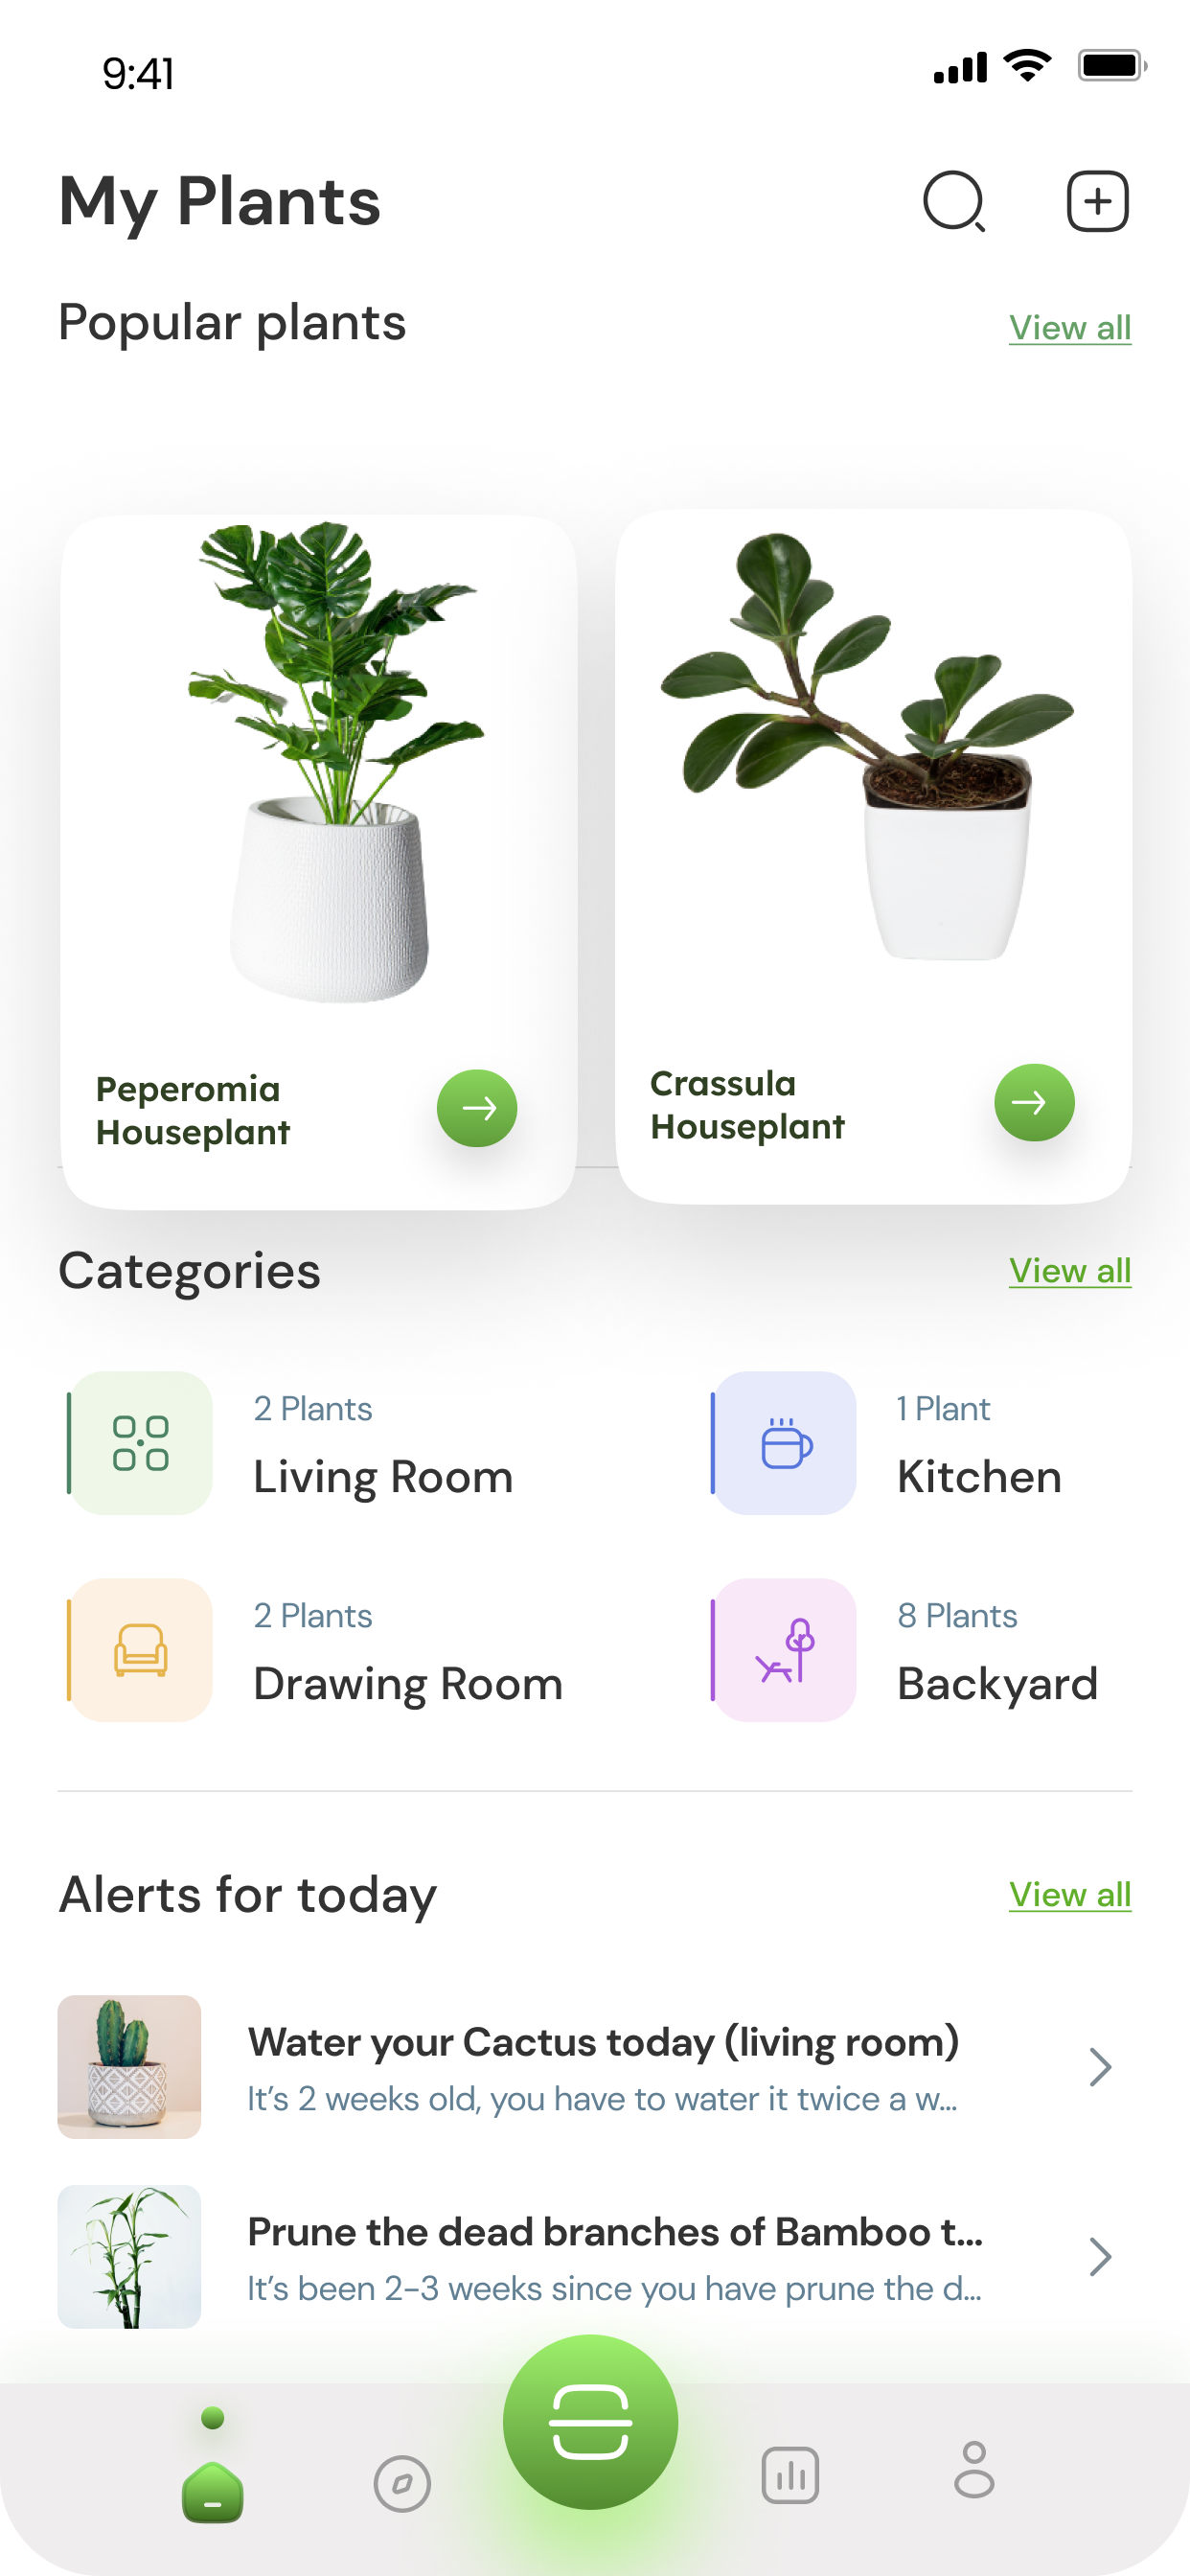 9:41
My Plants
Popular plants
View all
Peperomia
Houseplant
Crassula
Houseplant
Categories
View all
2 Plants
Living Room
1 Plant
Kitchen
2 Plants
Drawing Room
8 Plants
Backyard
Alerts for today
View all
Water your Cactus today (living room)
It's 2 weeks old, you have to water it twice a w...
Prune the dead branches of Bamboo t...
It's been 2-3 weeks since you have prune the d...